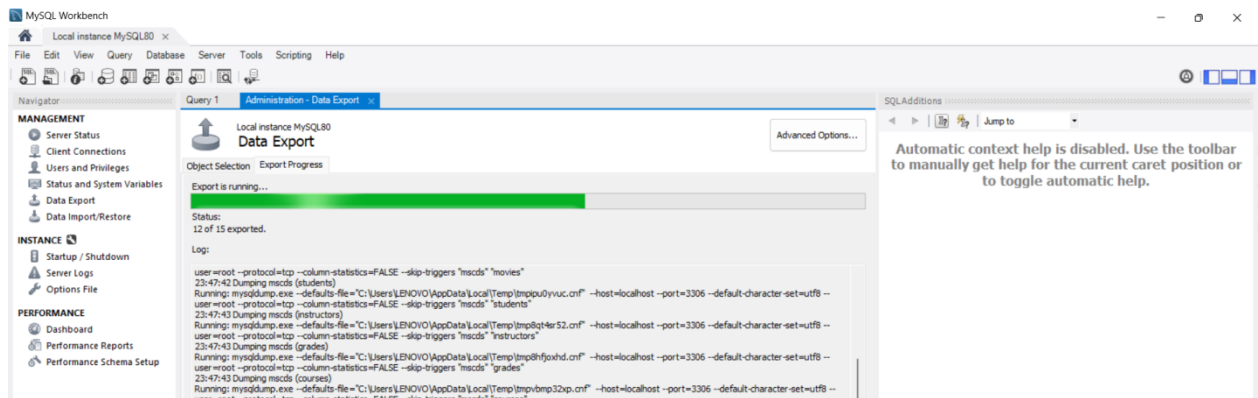 MySQL Workbench
Local instance MySQL80 ×
File Edit View Query Database Server Tools Scripting Help
Navigator
MANAGEMENT
Server Status
Client Connections
Users and Privileges
Status and System Variables
Data Export
Data Import/Restore
INSTANCE
Startup / Shutdown
Server Logs
Options File
PERFORMANCE
Dashboard
Performance Reports
Performance Schema Setup
Query 1 Administration - Data Export ×
Local instance MySQL80
Data Export
Advanced Options...
Object Selection Export Progress
Export is running...
Status:
12 of 15 exported.
Log:
user=root --protocol=tcp --column-statistics=FALSE --skip-triggers "mscds" "movies"
23:47:42 Dumping mscds (students)
Running: mysqldump.exe --defaults-file="C:\Users\LENOVO\AppData\Local\Temp\tmpipu0yvuc.cnf" --host=localhost --port=3306 --default-character-set=utf8 --
user=root --protocol=tcp --column-statistics=FALSE --skip-triggers "mscds" "students"
23:47:43 Dumping mscds (instructors)
Running: mysqldump.exe --defaults-file="C:\Users\LENOVO\AppData\Local\Temp\tmp8qt4sr52.cnf" --host=localhost --port=3306 --default-character-set=utf8 --
user=root --protocol=tcp --column-statistics=FALSE --skip-triggers "mscds" "instructors"
23:47:43 Dumping mscds (grades)
Running: mysqldump.exe --defaults-file="C:\Users\LENOVO\AppData\Local\Temp\tmp8hfjoxhd.cnf" --host=localhost --port=3306 --default-character-set=utf8 --
user=root --protocol=tcp --column-statistics=FALSE --skip-triggers "mscds" "grades"
23:47:43 Dumping mscds (courses)
Running: mysqldump.exe --defaults-file="C:\Users\LENOVO\AppData\Local\Temp\tmpvbmp32xp.cnf" --host=localhost --port=3306 --default-character-set=utf8 --
SQLAdditions
Jump to
Automatic context help is disabled. Use the toolbar
to manually get help for the current caret position or
to toggle automatic help.